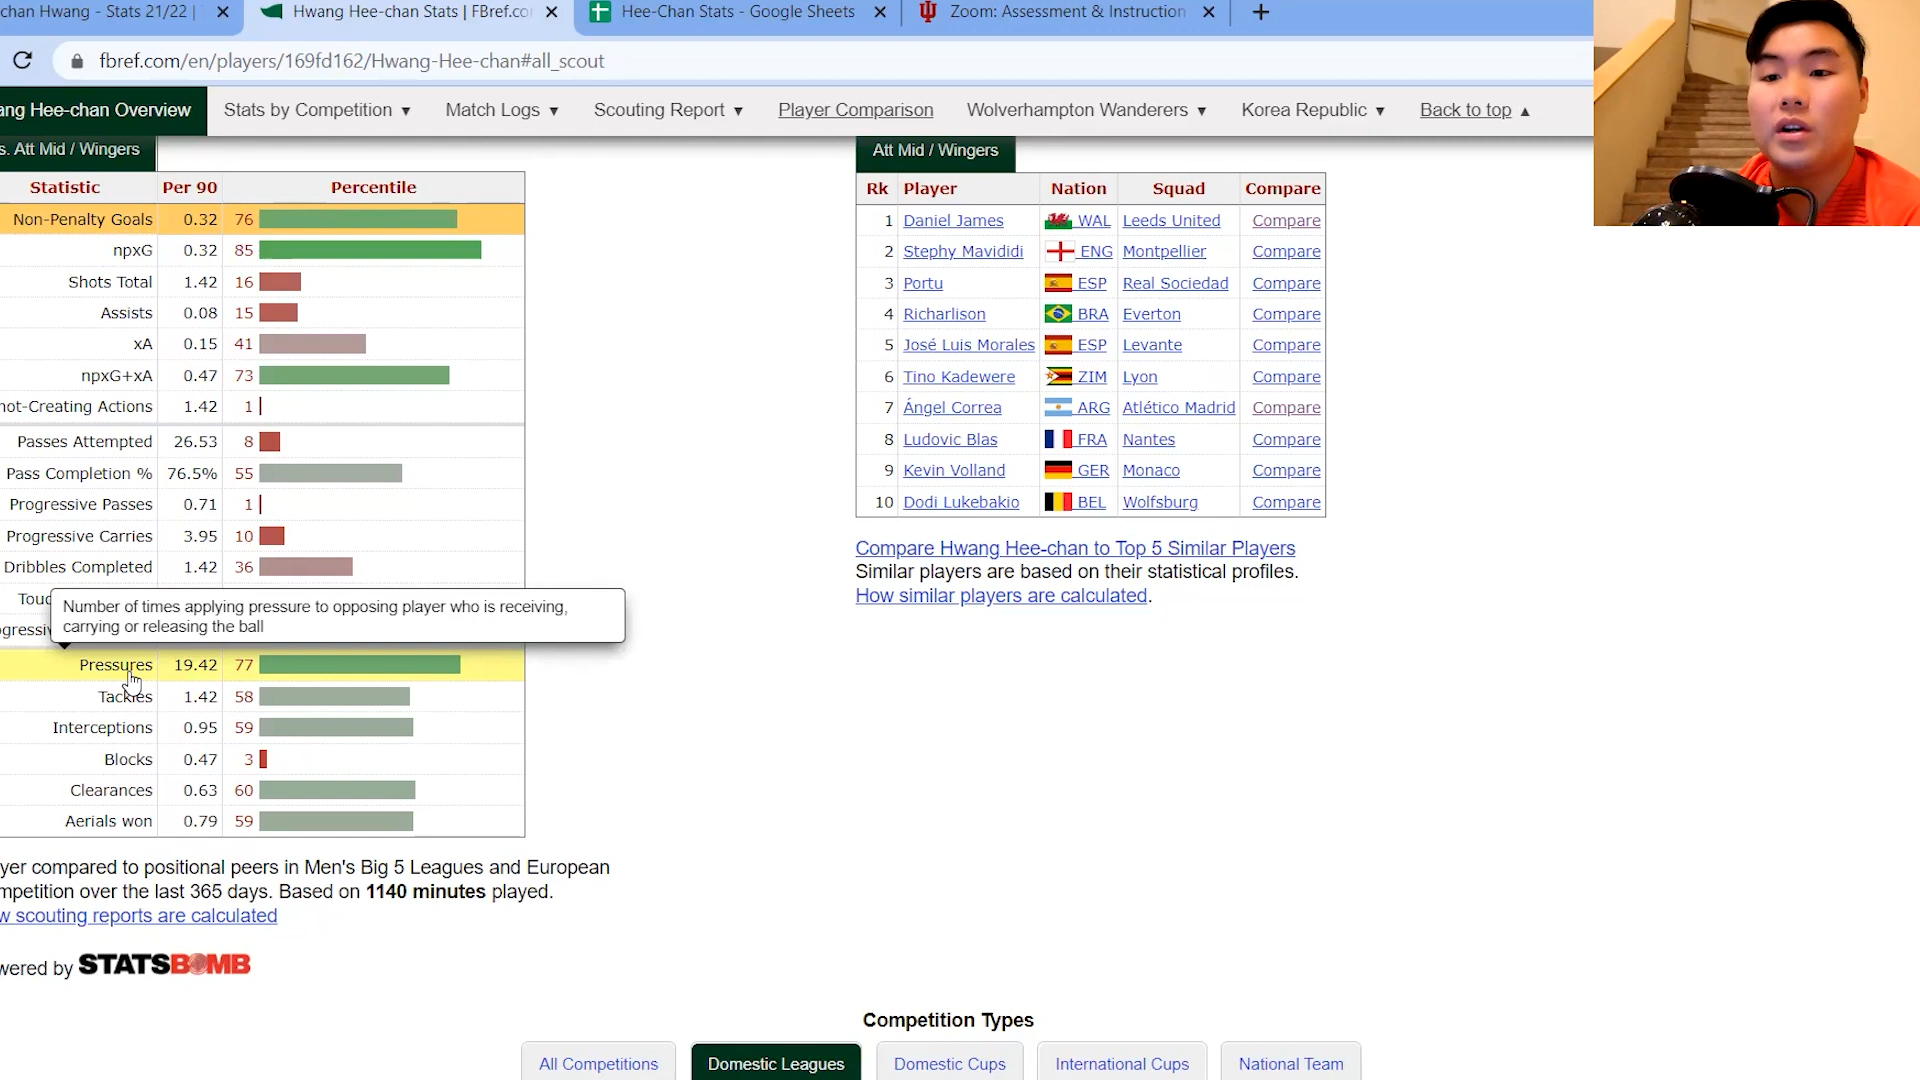 chan Hwang - Stats 21/22 |
Hwang Hee-chan Stats | FBref.co
Hee-Chan Stats - Google Sheets
Zoom: Assessment & Instruction
fbref.com/en/players/169fd162/Hwang-Hee-chan#all_scout
ang Hee-chan Overview
Stats by Competition ▼
Match Logs ▼
Scouting Report ▼
Player Comparison
Wolverhampton Wanderers ▼
Korea Republic ▼
Back to top ▲
s. Att Mid / Wingers
Statistic Per 90 Percentile
Non-Penalty Goals 0.32 76
npxG 0.32 85
Shots Total 1.42 16
Assists 0.08 15
xA 0.15 41
npxG+xA 0.47 73
hot-Creating Actions 1.42 1
Passes Attempted 26.53 8
Pass Completion % 76.5% 55
Progressive Passes 0.71 1
Progressive Carries 3.95 10
Dribbles Completed 1.42 36
Touc
Number of times applying pressure to opposing player who is receiving,
ogressiv
carrying or releasing the ball
Pressures 19.42 77
Tackles 1.42 58
Interceptions 0.95 59
Blocks 0.47 3
Clearances 0.63 60
Aerials won 0.79 59
yer compared to positional peers in Men's Big 5 Leagues and European
mpetition over the last 365 days. Based on 1140 minutes played.
w scouting reports are calculated
wered by STATSBOMB
Att Mid / Wingers
Rk Player Nation Squad Compare
1 Daniel James WAL Leeds United Compare
2 Stephy Mavididi ENG Montpellier Compare
3 Portu ESP Real Sociedad Compare
4 Richarlison BRA Everton Compare
5 José Luis Morales ESP Levante Compare
6 Tino Kadewere ZIM Lyon Compare
7 Ángel Correa ARG Atlético Madrid Compare
8 Ludovic Blas FRA Nantes Compare
9 Kevin Volland GER Monaco Compare
10 Dodi Lukebakio BEL Wolfsburg Compare
Compare Hwang Hee-chan to Top 5 Similar Players
Similar players are based on their statistical profiles.
How similar players are calculated.
Competition Types
All Competitions
Domestic Leagues
Domestic Cups
International Cups
National Team